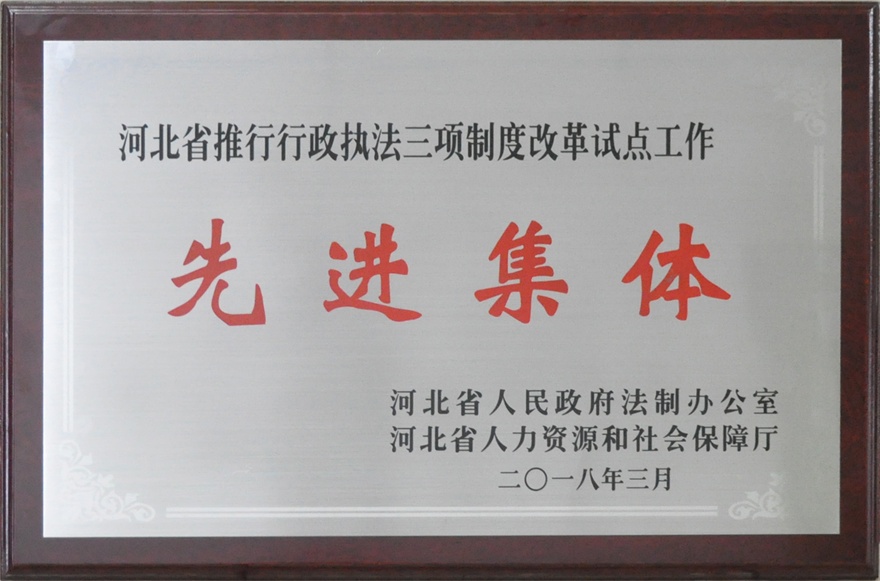 河北省推行行政执法三项制度改革试点工作
先进集体
河北省人民政府法制办公室
河北省人力资源和社会保障厅
二〇一八年三月